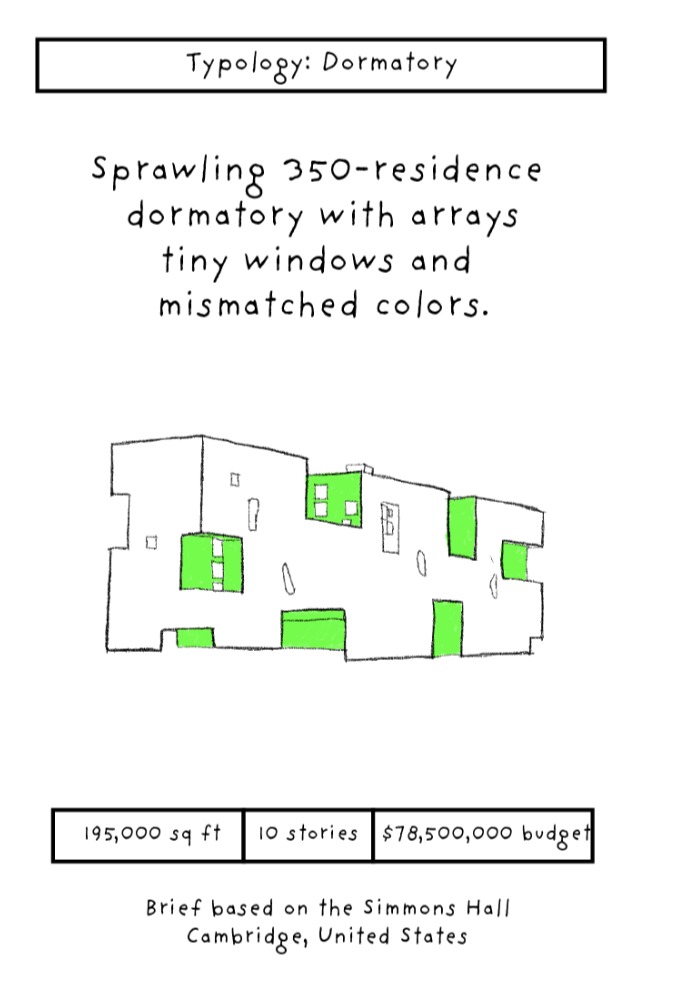 Typology: Dormatory
Sprawling 350-residence
dormatory with arrays
tiny windows and
mismatched colors.
195,000 sq ft
10 stories
$78,500,000 budget
Brief based on the Simmons Hall
Cambridge, United States